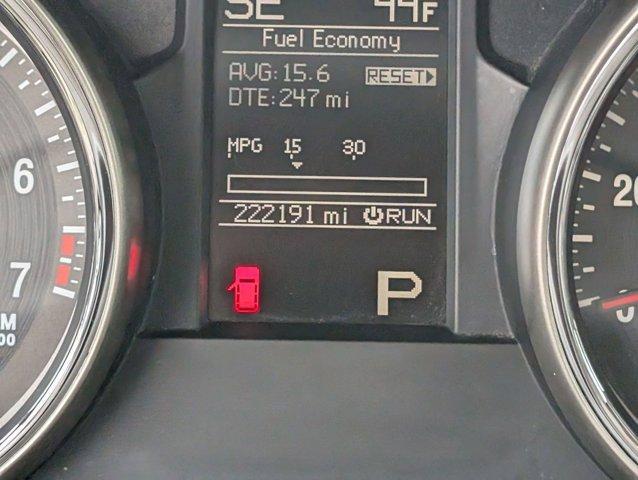 SE 44F
Fuel Economy
AVG:15.6 RESET
DTE:247 mi
MPG 15 30
222191 mi RUN
P
6
7
20